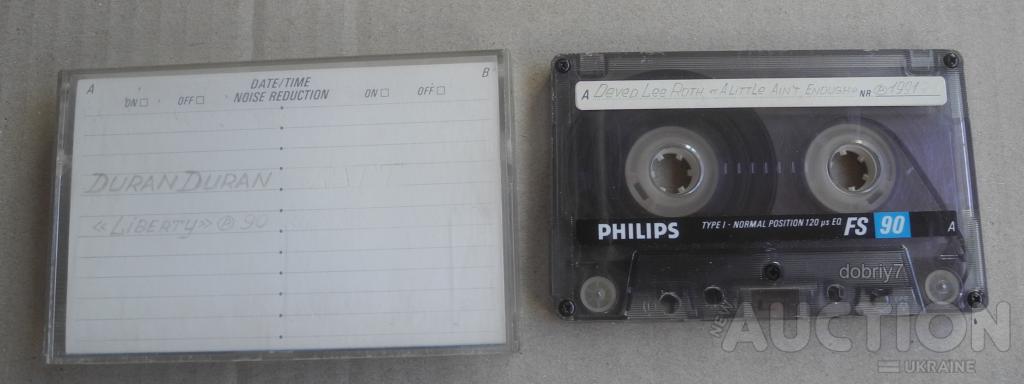 A B
DATE/TIME
ON OFF NOISE REDUCTION ON OFF
DURAN DURAN
«LIBERTY» ℗ 90
A DEVED LEE ROTH «A LITTLE AIN'T ENOUGH» NR ℗ 1991.
PHILIPS TYPE I - NORMAL POSITION 120 µs EQ FS 90 A
dobriy7
NEW AUCTION
UKRAINE